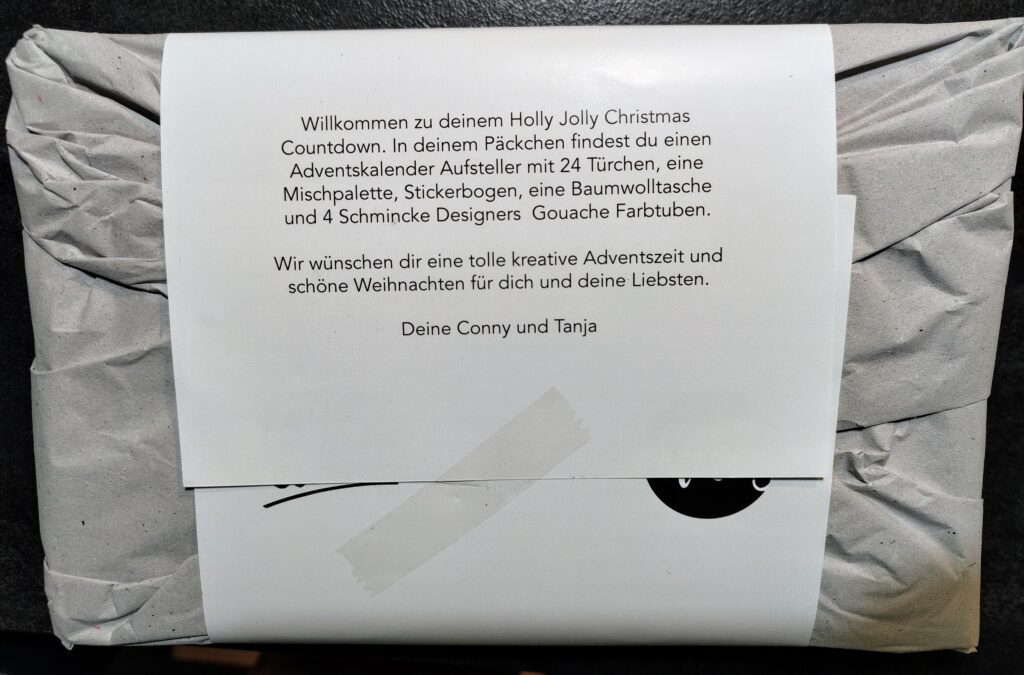 Willkommen zu deinem Holly Jolly Christmas
Countdown. In deinem Päckchen findest du einen
Adventskalender Aufsteller mit 24 Türchen, eine
Mischpalette, Stickerbogen, eine Baumwolltasche
und 4 Schmincke Designers  Gouache Farbtuben.
Wir wünschen dir eine tolle kreative Adventszeit und
schöne Weihnachten für dich und deine Liebsten.
Deine Conny und Tanja